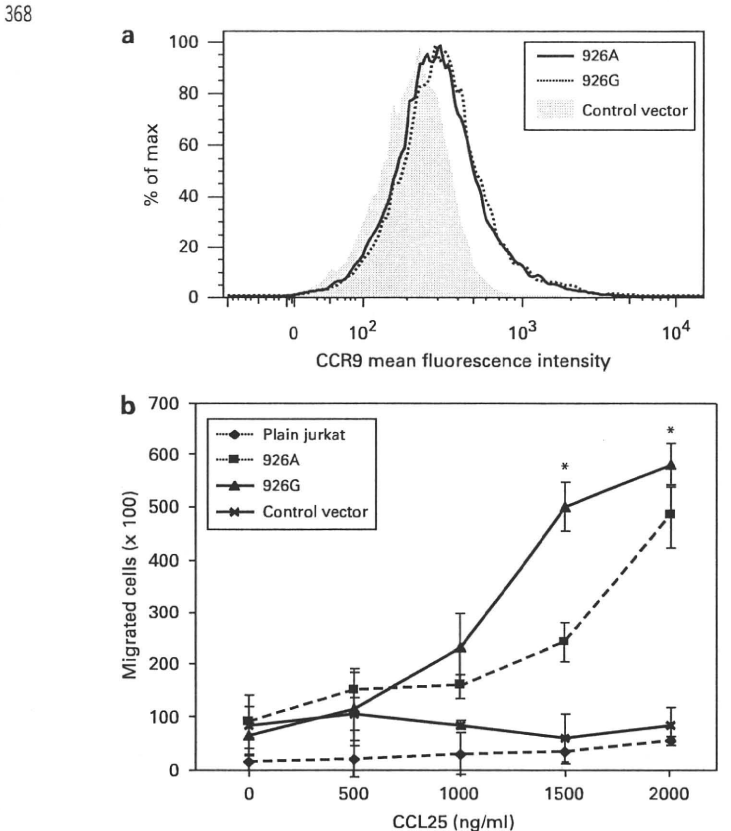 368
a
100
80
60
40
20
0
% of max
926A
926G
Control vector
0 10² 10³ 10⁴
CCR9 mean fluorescence intensity
b
700
600
500
400
300
200
100
0
Migrated cells (x 100)
Plain jurkat
926A
926G
Control vector
*
*
0 500 1000 1500 2000
CCL25 (ng/ml)